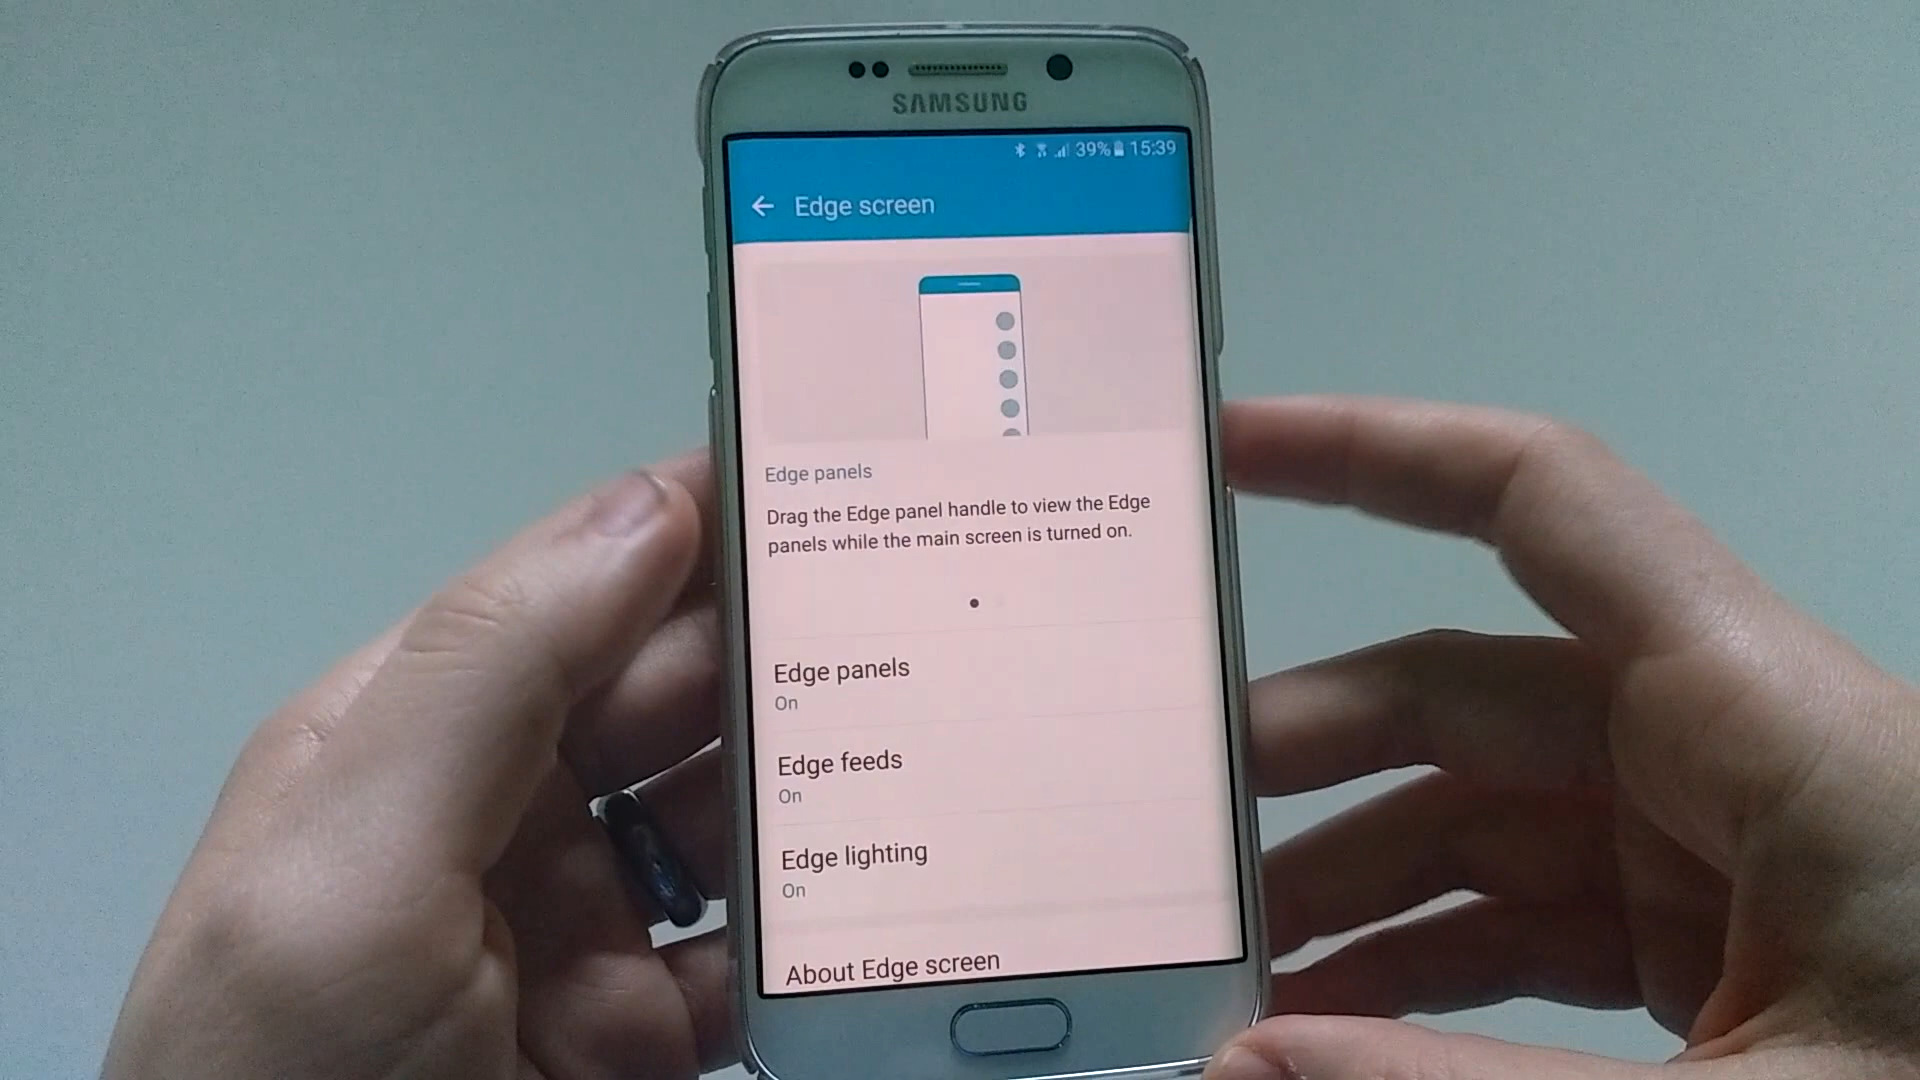 SAMSUNG
39% 15:39
Edge screen
Edge panels
Drag the Edge panel handle to view the Edge
panels while the main screen is turned on.
Edge panels
On
Edge feeds
On
Edge lighting
On
About Edge screen